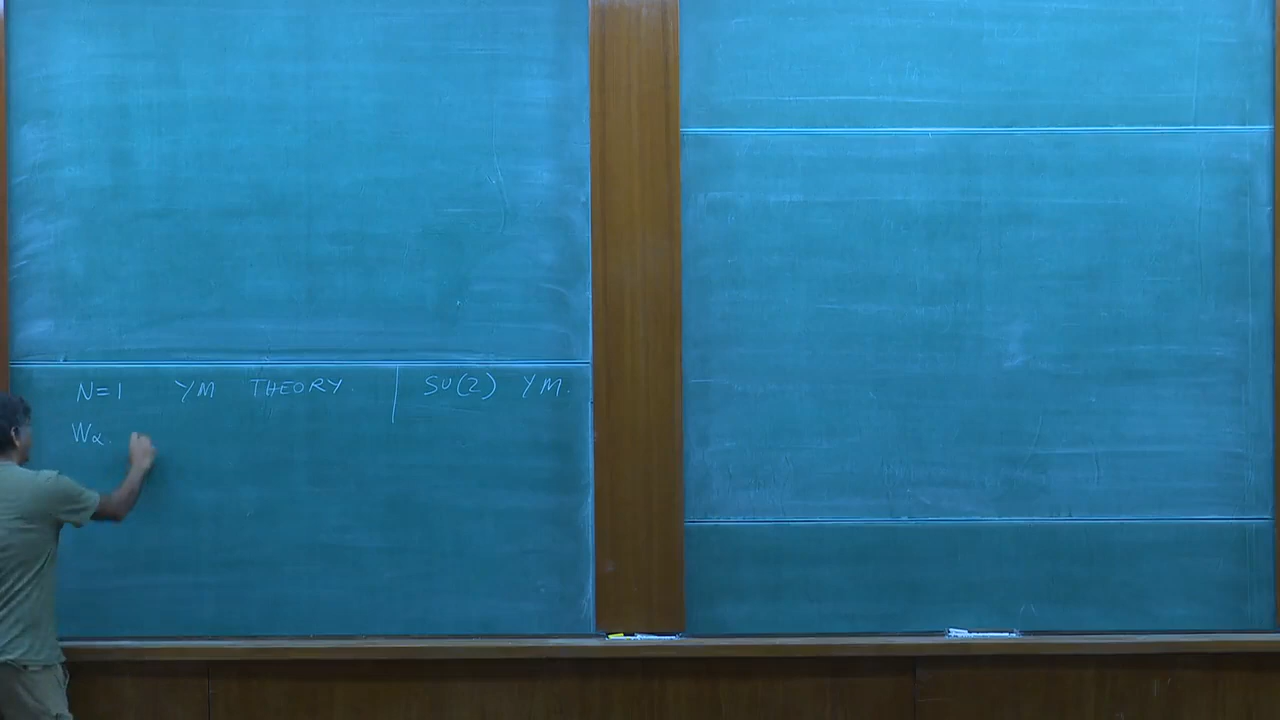 N=1 YM THEORY. | SU(2) YM.
Wα.